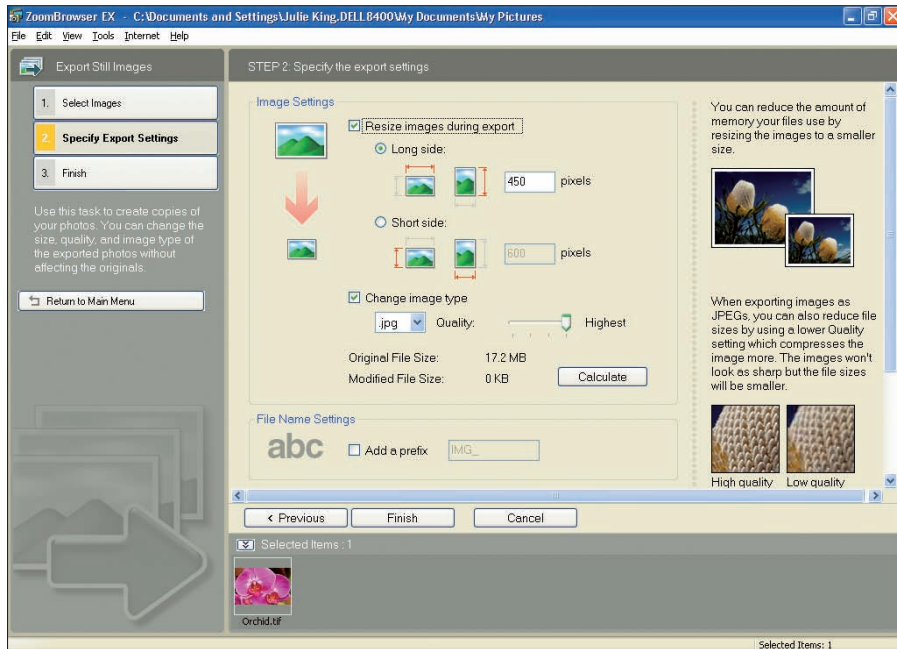 ZoomBrowser EX - C:\Documents and Settings\Julie King.DELL8400\My Documents\My Pictures
File Edit View Tools Internet Help
Export Still Images
1. Select Images
2. Specify Export Settings
3. Finish
Use this task to create copies of
your photos. You can change the
size, quality, and image type of
the exported photos without
affecting the originals.
Return to Main Menu
STEP 2: Specify the export settings
Image Settings
Resize images during export
Long side:
450 pixels
Short side:
600 pixels
Change image type
.jpg Quality: Highest
Original File Size: 17.2 MB
Modified File Size: 0 KB Calculate
File Name Settings
abc Add a prefix IMG_
You can reduce the amount of
memory your files use by
resizing the images to a smaller
size.
When exporting images as
JPEGs, you can also reduce file
sizes by using a lower Quality
setting which compresses the
image more. The images won't
look as sharp but the file sizes
will be smaller.
High quality Low quality
< Previous Finish Cancel
Selected Items : 1
Orchid.tif
Selected Items: 1